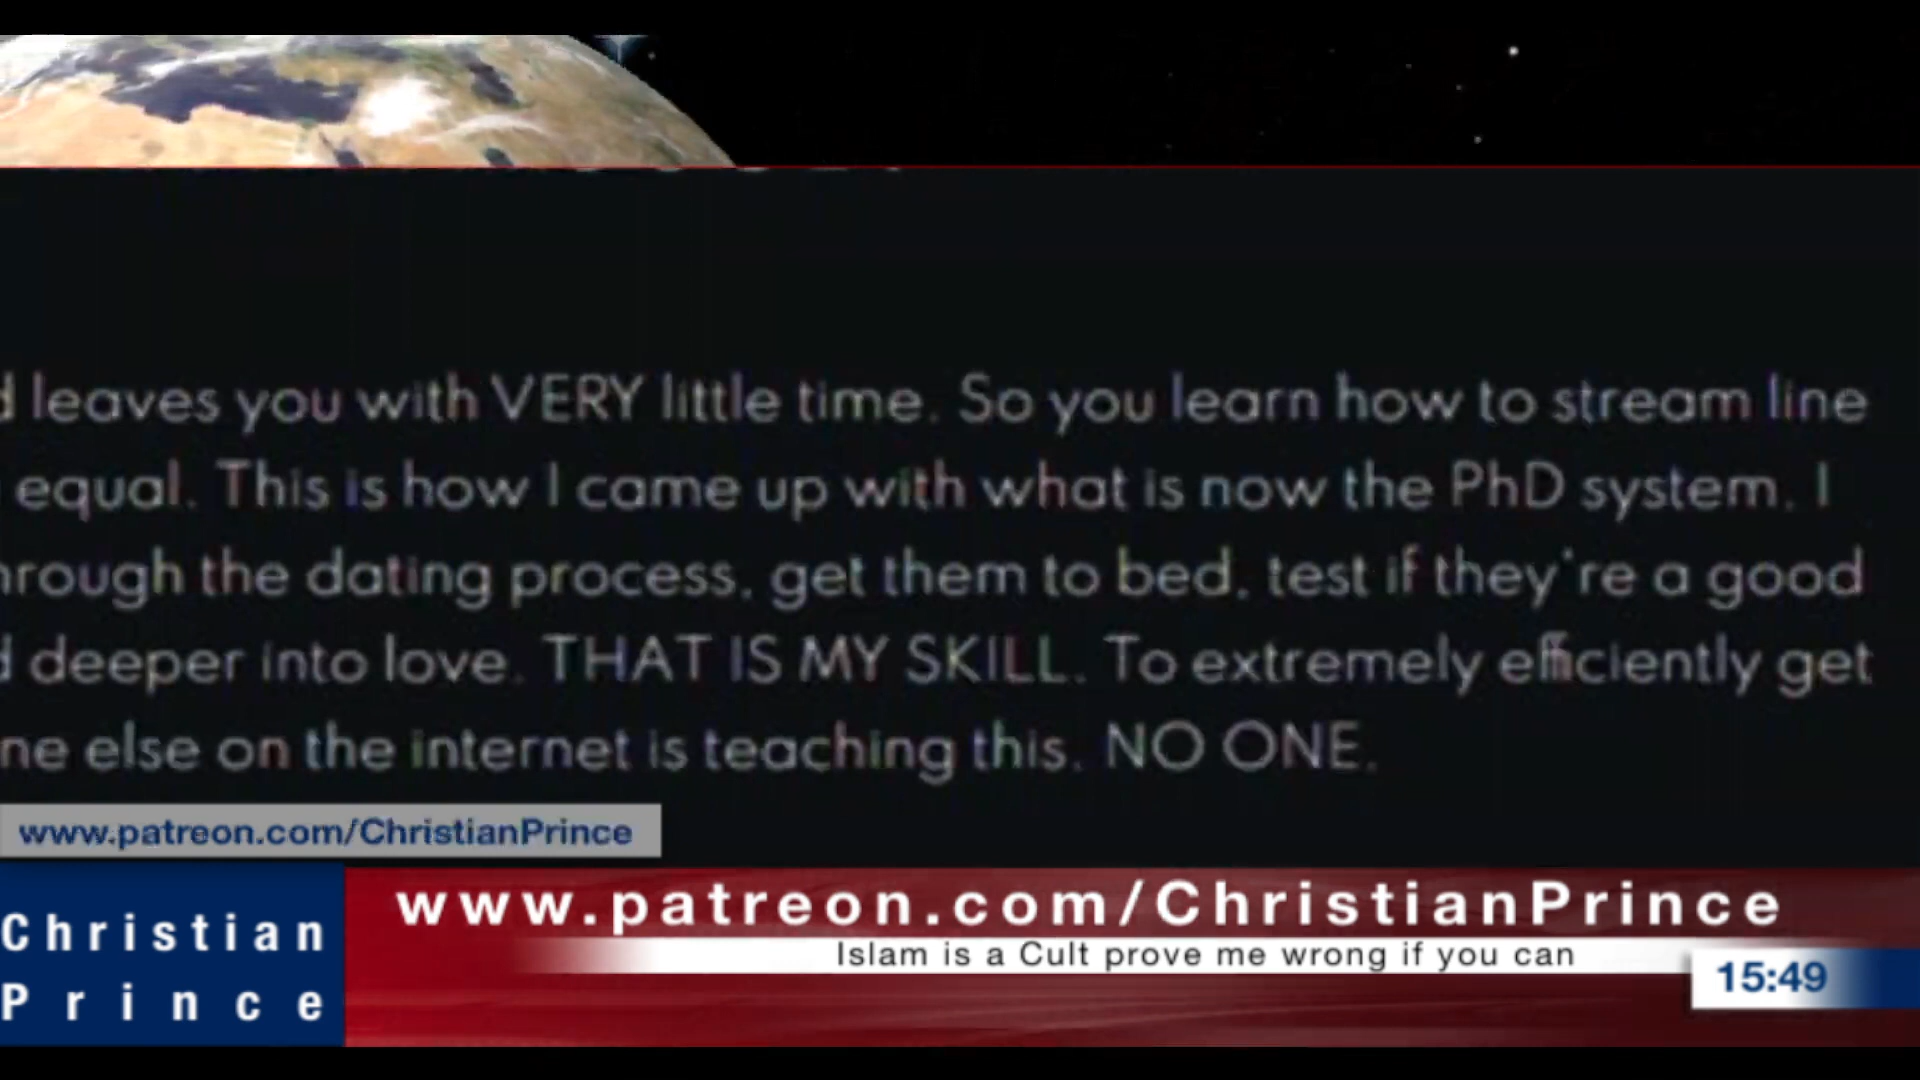 leaves you with VERY little time. So you learn how to stream line
equal. This is how I came up with what is now the PhD system. I
the dating process, get them to bed, test if they're a good
deeper into love. THAT IS MY SKILL. To extremely efficiently get
else on the internet is teaching this. NO ONE.
www.patreon.com/ChristianPrince
Christian
Prince
www.patreon.com/ChristianPrince
Islam is a Cult prove me wrong if you can
15:49